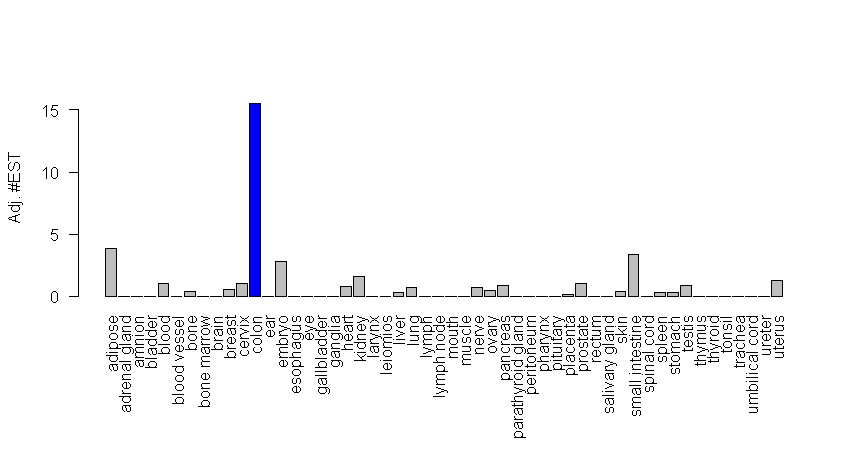 15
10
5
0
Adj. #EST
adipose
adrenal gland
amnion
bladder
blood
blood vessel
bone
bone marrow
brain
breast
cervix
colon
ear
embryo
esophagus
eye
gallbladder
ganglia
heart
kidney
larynx
leiomios
liver
lung
lymph
lymph node
mouth
muscle
nerve
ovary
pancreas
parathyroid gland
peritoneum
pharynx
pituitary
placenta
prostate
rectum
salivary gland
skin
small intestine
spinal cord
spleen
stomach
testis
thymus
thyroid
tonsil
trachea
umbilical cord
ureter
uterus